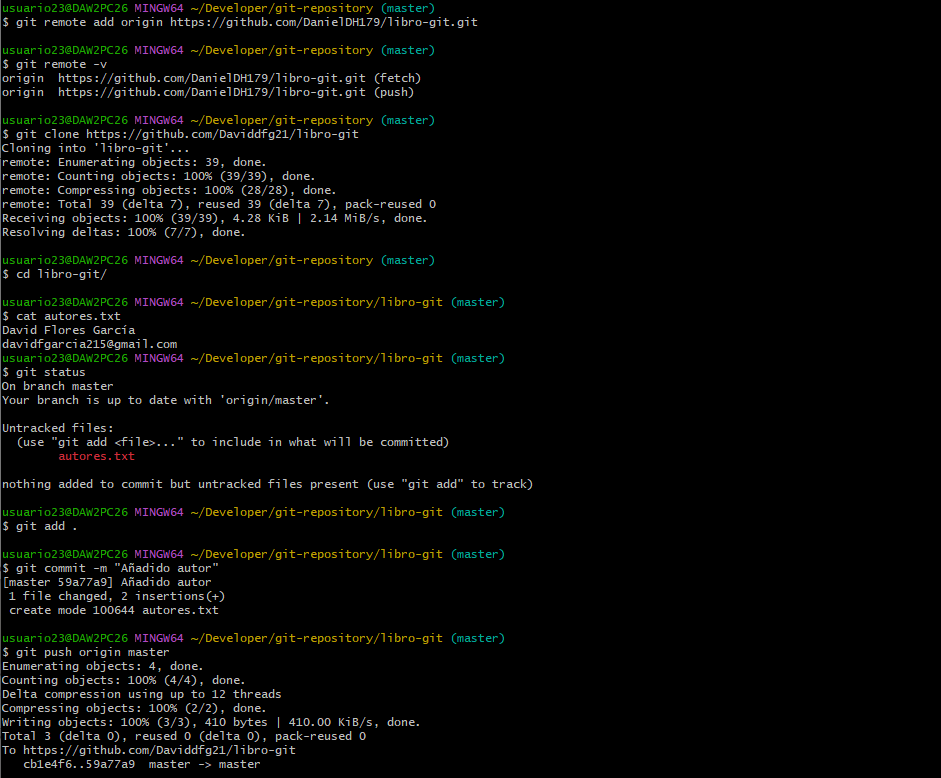 usuario23@DAW2PC26 MINGW64 ~/Developer/git-repository (master)
$ git remote add origin https://github.com/DanielDH179/libro-git.git
usuario23@DAW2PC26 MINGW64 ~/Developer/git-repository (master)
$ git remote -v
origin  https://github.com/DanielDH179/libro-git.git (fetch)
origin  https://github.com/DanielDH179/libro-git.git (push)
usuario23@DAW2PC26 MINGW64 ~/Developer/git-repository (master)
$ git clone https://github.com/Daviddfg21/libro-git
Cloning into 'libro-git'...
remote: Enumerating objects: 39, done.
remote: Counting objects: 100% (39/39), done.
remote: Compressing objects: 100% (28/28), done.
remote: Total 39 (delta 7), reused 39 (delta 7), pack-reused 0
Receiving objects: 100% (39/39), 4.28 KiB | 2.14 MiB/s, done.
Resolving deltas: 100% (7/7), done.
usuario23@DAW2PC26 MINGW64 ~/Developer/git-repository (master)
$ cd libro-git/
usuario23@DAW2PC26 MINGW64 ~/Developer/git-repository/libro-git (master)
$ cat autores.txt
David Flores García
davidfgarcia215@gmail.com
usuario23@DAW2PC26 MINGW64 ~/Developer/git-repository/libro-git (master)
$ git status
On branch master
Your branch is up to date with 'origin/master'.
Untracked files:
  (use "git add <file>..." to include in what will be committed)
        autores.txt
nothing added to commit but untracked files present (use "git add" to track)
usuario23@DAW2PC26 MINGW64 ~/Developer/git-repository/libro-git (master)
$ git add .
usuario23@DAW2PC26 MINGW64 ~/Developer/git-repository/libro-git (master)
$ git commit -m "Añadido autor"
[master 59a77a9] Añadido autor
 1 file changed, 2 insertions(+)
 create mode 100644 autores.txt
usuario23@DAW2PC26 MINGW64 ~/Developer/git-repository/libro-git (master)
$ git push origin master
Enumerating objects: 4, done.
Counting objects: 100% (4/4), done.
Delta compression using up to 12 threads
Compressing objects: 100% (2/2), done.
Writing objects: 100% (3/3), 410 bytes | 410.00 KiB/s, done.
Total 3 (delta 0), reused 0 (delta 0), pack-reused 0
To https://github.com/Daviddfg21/libro-git
   cb1e4f6..59a77a9  master -> master